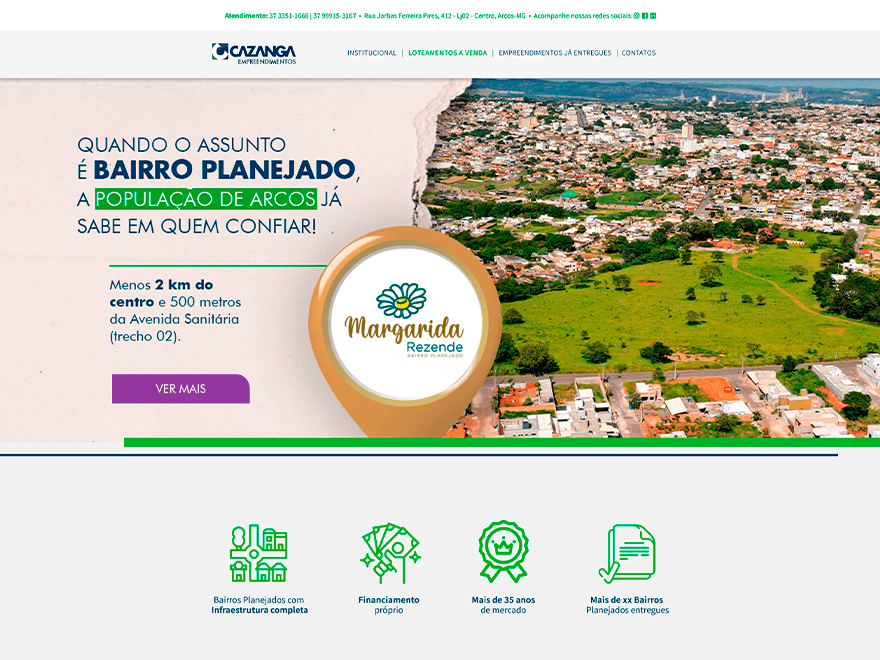 Atendimento: 37 3351-1666 | 37 99915-3167 • Rua Jarbas Ferreira Pires, 412 - Lj02 - Centro, Arcos-MG • Acompanhe nossas redes sociais:
CAZANGA
EMPREENDIMENTOS
INSTITUCIONAL | LOTEAMENTOS A VENDA | EMPREENDIMENTOS JÁ ENTREGUES | CONTATOS
QUANDO O ASSUNTO
É BAIRRO PLANEJADO,
A POPULAÇÃO DE ARCOS JÁ
SABE EM QUEM CONFIAR!
Menos 2 km do
centro e 500 metros
da Avenida Sanitária
(trecho 02).
VER MAIS
Margarida
Rezende
BAIRRO PLANEJADO
Bairros Planejados com
Infraestrutura completa
Financiamento
próprio
Mais de 35 anos
de mercado
Mais de xx Bairros
Planejados entregues